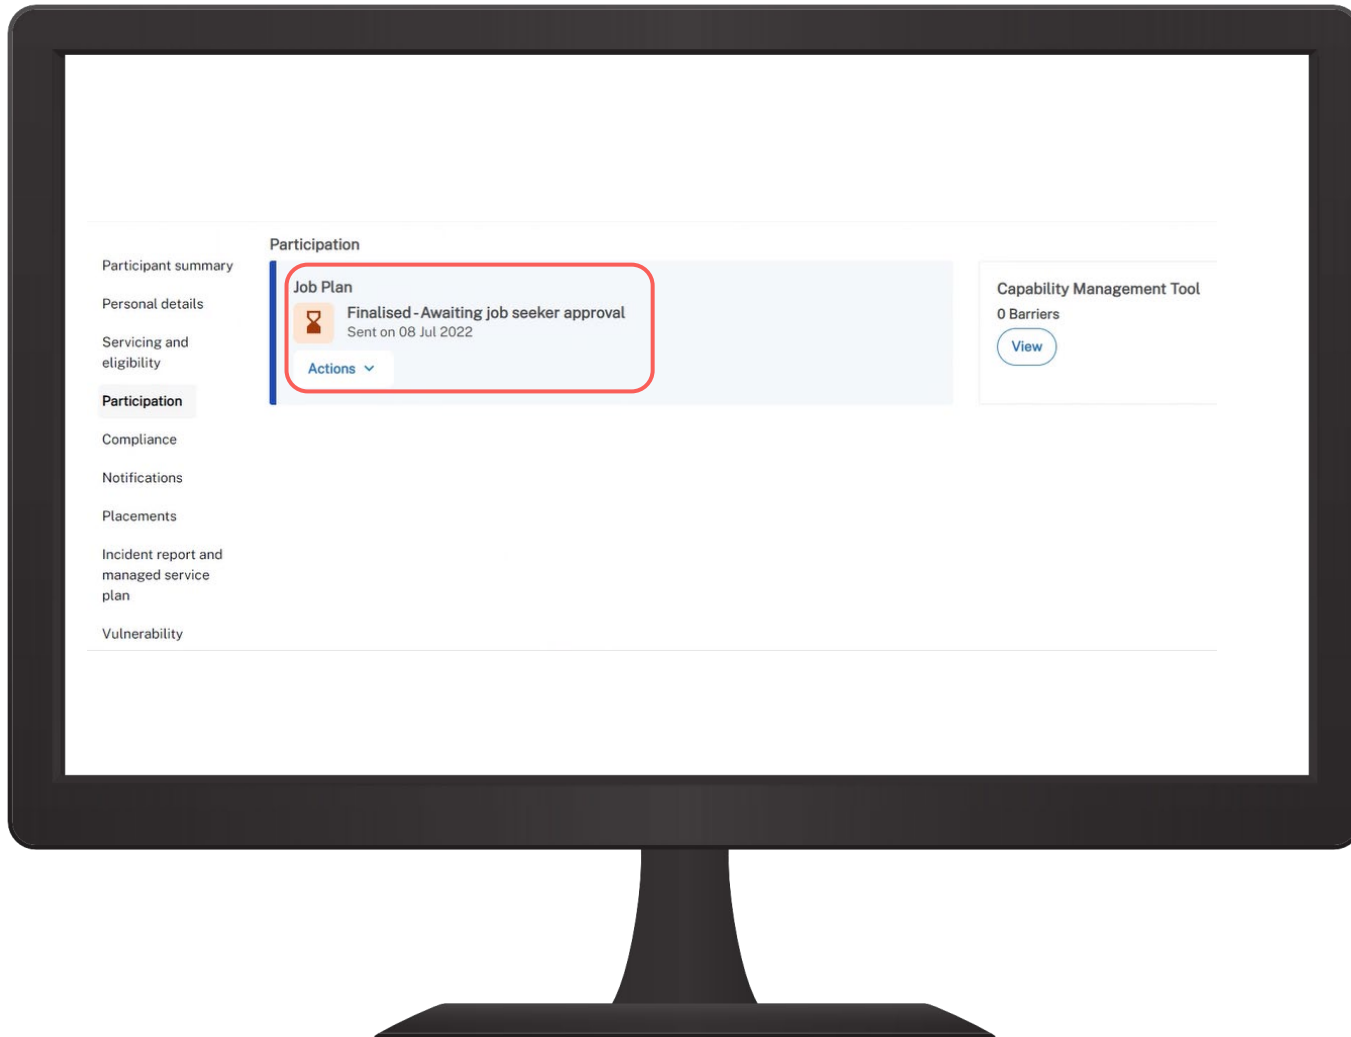 Participant summary
Personal details
Servicing and
eligibility
Participation
Compliance
Notifications
Placements
Incident report and
managed service
plan
Vulnerability
Participation
Job Plan
Finalised - Awaiting job seeker approval
Sent on 08 Jul 2022
Actions
Capability Management Tool
0 Barriers
View